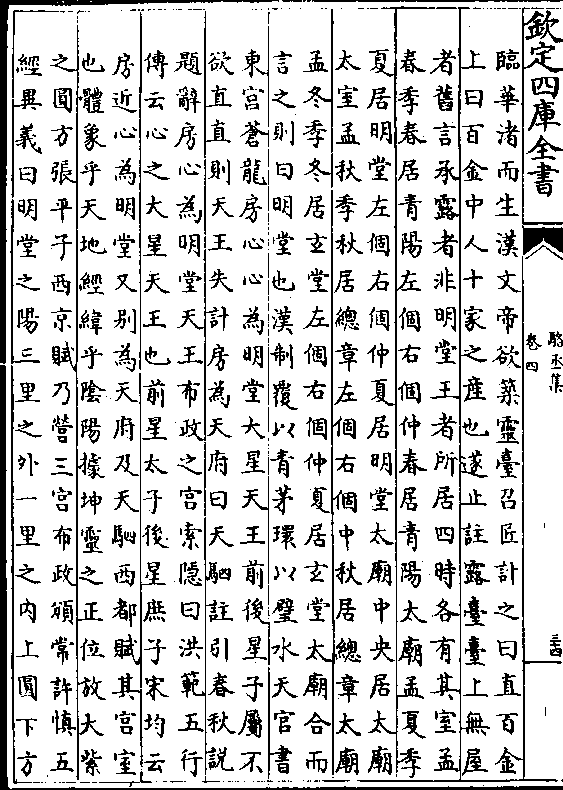 欽定四庫全書
駱丞集
卷四
三十四
臨華渚而生漢文帝欲築靈臺召匠計之曰直百金
上曰百金中人十家之產也遂止註露臺臺上無屋
者舊言承露者非明堂王者所居四時各有其室孟
春季春居青陽左個右個仲春居青陽太廟孟夏季
夏居明堂左個右個仲夏居明堂太廟中央居太廟
太室孟秋季秋居總章左個右個中秋居總章太廟
孟冬季冬居玄堂左個右個仲夏居玄堂太廟合而
言之則曰明堂也漢制覆以青茅環以璧水天官書
東宮蒼龍房心心為明堂大星天王前後星子屬不
欲直直則天王失計房為天府曰天駟註引春秋説
題辭房心為明堂天王布政之宮索隱曰洪範五行
傳云心之大星天王也前星太子後星庶子宋均云
房近心為明堂又别為天府及天駟西都賦其宮室
也體象乎天地經緯乎陰陽據坤靈之正位放大紫
之圓方張平子西京賦乃營三宮布政頒常許慎五
經異義曰明堂之陽三里之外一里之内上圓下方